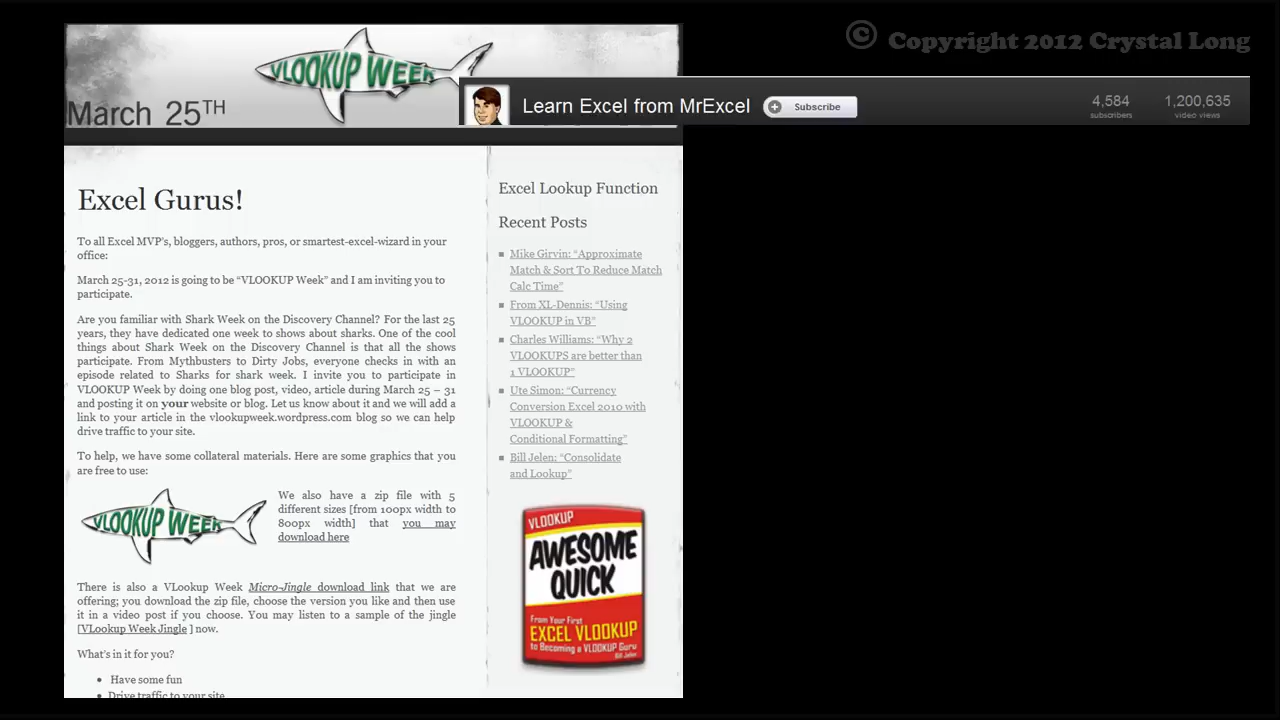 © Copyright 2012 Crystal Long
VLOOKUP WEEK
March 25TH
Learn Excel from MrExcel
Subscribe
4,584
subscribers
1,200,635
video views
Excel Gurus!
To all Excel MVP's, bloggers, authors, pros, or smartest-excel-wizard in your
office:
March 25-31, 2012 is going to be “VLOOKUP Week” and I am inviting you to
participate.
Are you familiar with Shark Week on the Discovery Channel? For the last 25
years, they have dedicated one week to shows about sharks. One of the cool
things about Shark Week on the Discovery Channel is that all the shows
participate. From Mythbusters to Dirty Jobs, everyone checks in with an
episode related to Sharks for shark week. I invite you to participate in
VLOOKUP Week by doing one blog post, video, article during March 25 – 31
and posting it on your website or blog. Let us know about it and we will add a
link to your article in the vlookupweek.wordpress.com blog so we can help
drive traffic to your site.
To help, we have some collateral materials. Here are some graphics that you
are free to use:
VLOOKUP WEEK
We also have a zip file with 5
different sizes [from 100px width to
800px width] that you may
download here
There is also a VLookup Week Micro-Jingle download link that we are
offering; you download the zip file, choose the version you like and then use
it in a video post if you choose. You may listen to a sample of the jingle
[VLookup Week Jingle ] now.
What's in it for you?
• Have some fun
• Drive traffic to your site
Excel Lookup Function
Recent Posts
Mike Girvin: “Approximate
Match & Sort To Reduce Match
Calc Time”
From XL-Dennis: “Using
VLOOKUP in VB”
Charles Williams: “Why 2
VLOOKUPS are better than
1 VLOOKUP”
Ute Simon: “Currency
Conversion Excel 2010 with
VLOOKUP &
Conditional Formatting”
Bill Jelen: “Consolidate
and Lookup”
VLOOKUP
AWESOME
QUICK
From Your First
EXCEL VLOOKUP
to Becoming a VLOOKUP Guru
Bill Jelen